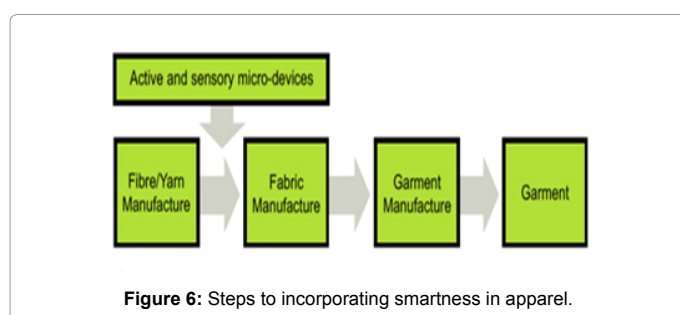 Active and sensory micro-devices
Fibre/Yarn
Manufacture
Fabric
Manufacture
Garment
Manufacture
Garment
Figure 6: Steps to incorporating smartness in apparel.